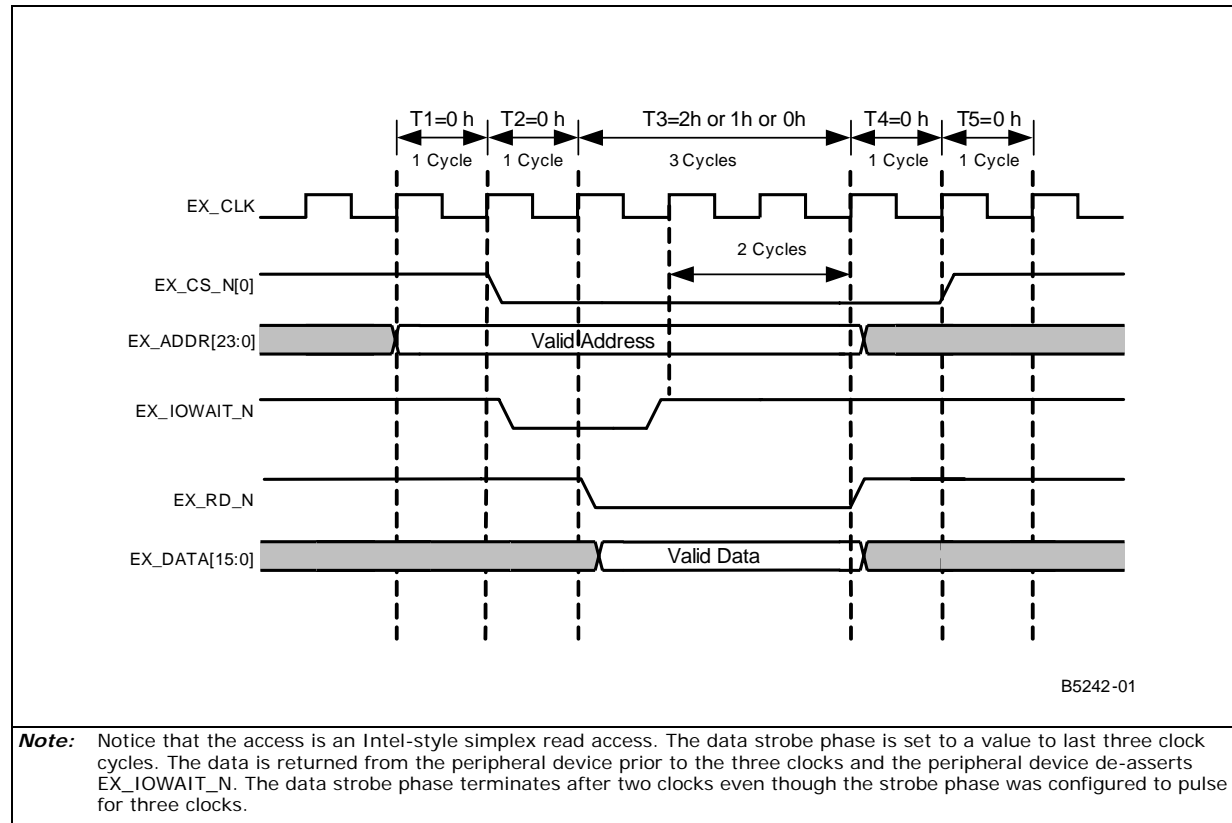 T1=0 h T2=0 h T3=2h or 1h or 0h T4=0 h T5=0 h
1 Cycle 1 Cycle 3 Cycles 1 Cycle 1 Cycle
EX_CLK
2 Cycles
EX_CS_N[0]
EX_ADDR[23:0] Valid Address
EX_IOWAIT_N
EX_RD_N
EX_DATA[15:0] Valid Data
B5242-01
Note: Notice that the access is an Intel-style simplex read access. The data strobe phase is set to a value to last three clock
cycles. The data is returned from the peripheral device prior to the three clocks and the peripheral device de-asserts
EX_IOWAIT_N. The data strobe phase terminates after two clocks even though the strobe phase was configured to pulse
for three clocks.